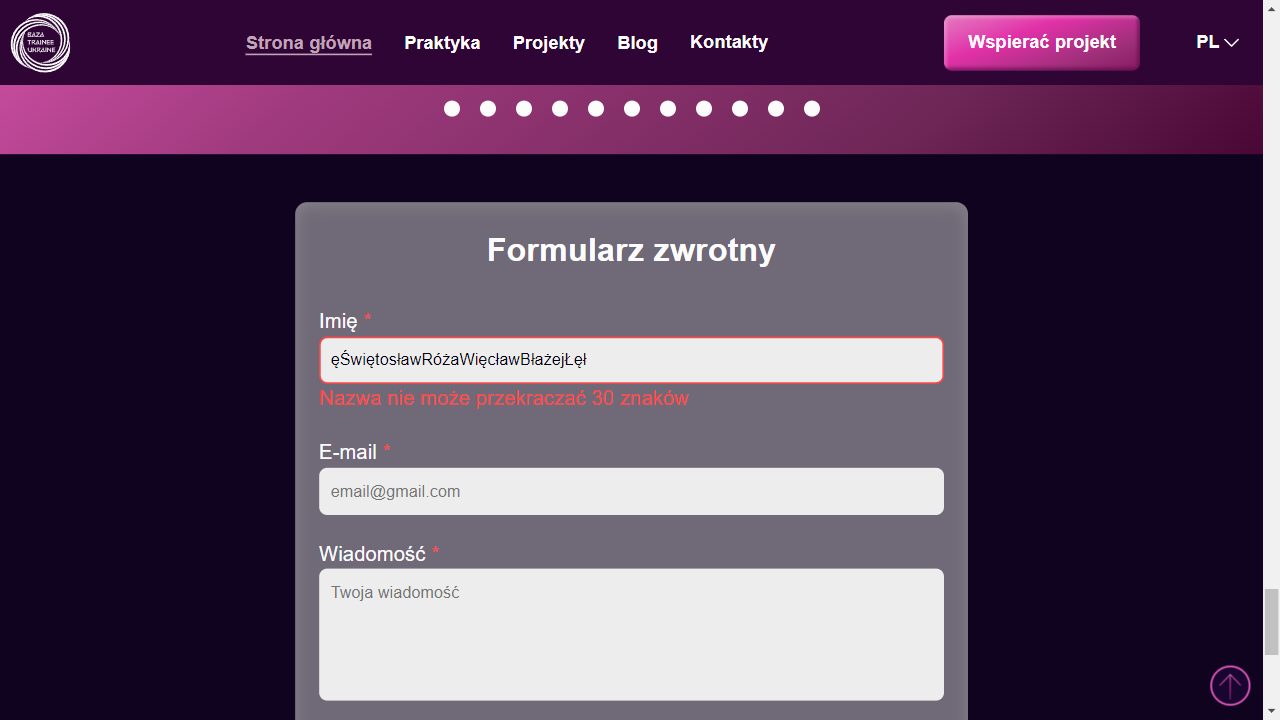 BAZA
TRAINEE
UKRAINE
Strona główna
Praktyka
Projekty
Blog
Kontakty
Wspierać projekt
PL
Formularz zwrotny
Imię *
ęŚwiętosławRóżaWięcławBłażejŁęł
Nazwa nie może przekraczać 30 znaków
E-mail *
email@gmail.com
Wiadomość *
Twoja wiadomość